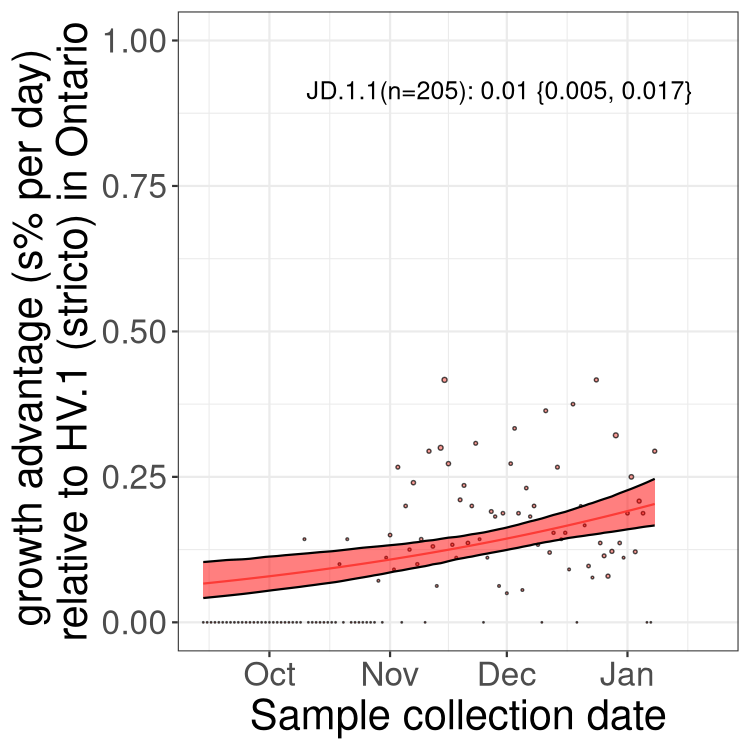 growth advantage (s% per day)
relative to HV.1 (stricto) in Ontario
1.00
JD.1.1(n=205): 0.01 {0.005, 0.017}
0.75
0.50
0.25
0.00
Oct Nov Dec Jan
Sample collection date